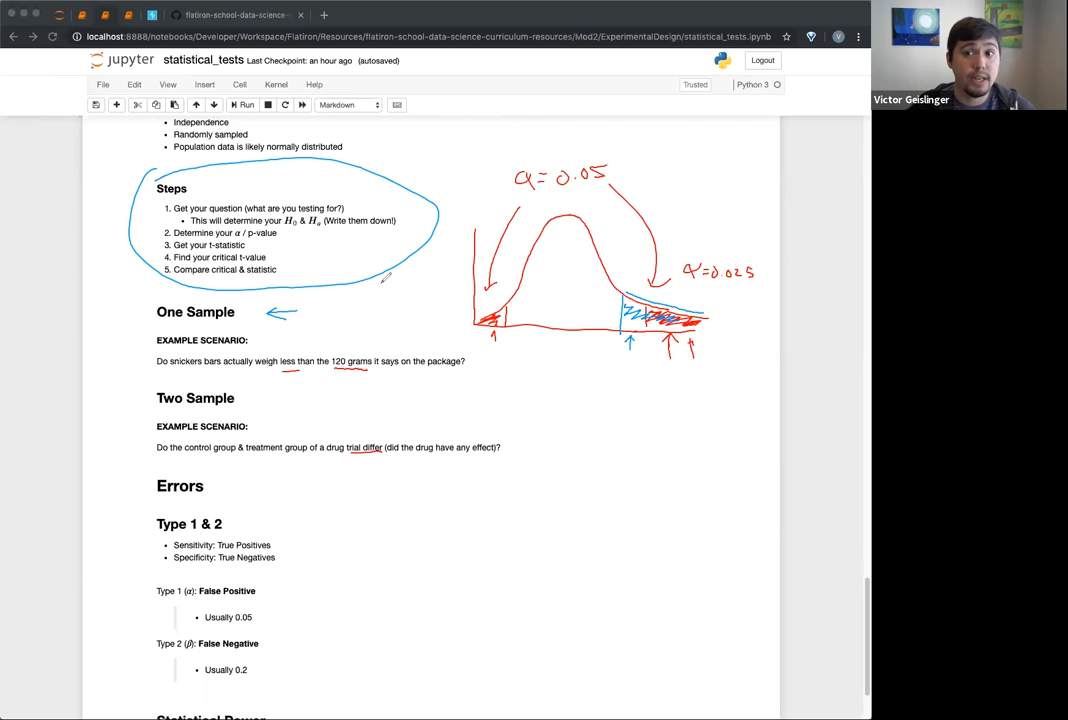 flatiron-school-data-science-
localhost:8888/notebooks/Developer/Workspace/Flatiron/Resources/flatiron-school-data-science-curriculum-resources/Mod2/ExperimentalDesign/statistical_tests.ipynb
V
jupyter statistical_tests Last Checkpoint: an hour ago (autosaved)
Logout
File Edit View Insert Cell Kernel Help
Trusted Python 3
Run Markdown
Victor Geislinger
• Independence
• Randomly sampled
• Population data is likely normally distributed
α = 0.05
Steps
1. Get your question (what are you testing for?)
• This will determine your H0 & Ha (Write them down!)
2. Determine your α / p-value
3. Get your t-statistic
4. Find your critical t-value
5. Compare critical & statistic
α=0.025
One Sample
EXAMPLE SCENARIO:
Do snickers bars actually weigh less than the 120 grams it says on the package?
Two Sample
EXAMPLE SCENARIO:
Do the control group & treatment group of a drug trial differ (did the drug have any effect)?
Errors
Type 1 & 2
• Sensitivity: True Positives
• Specificity: True Negatives
Type 1 (α): False Positive
• Usually 0.05
Type 2 (β): False Negative
• Usually 0.2
Statistical Power